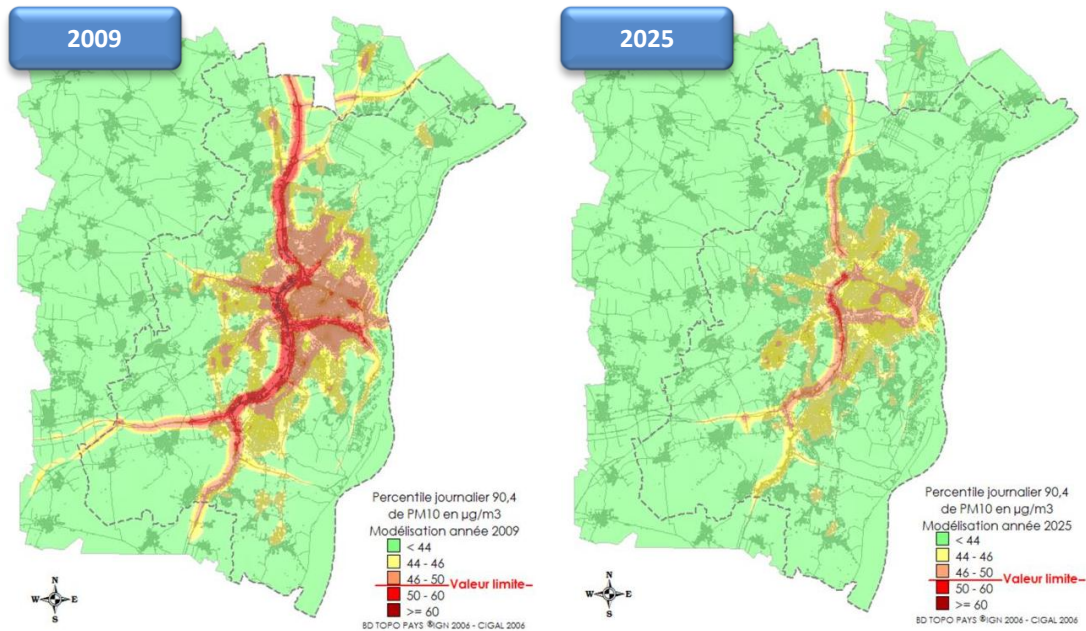 2009
Percentile journalier 90,4
de PM10 en µg/m3
Modélisation année 2009
< 44
44 - 46
46 - 50
Valeur limite
50 - 60
>= 60
BD TOPO PAYS ®IGN 2006 - CIGAL 2006
N
W E
S
2025
Percentile journalier 90,4
de PM10 en µg/m3
Modélisation année 2025
< 44
44 - 46
46 - 50
Valeur limite
50 - 60
>= 60
BD TOPO PAYS ®IGN 2006 - CIGAL 2006
N
W E
S